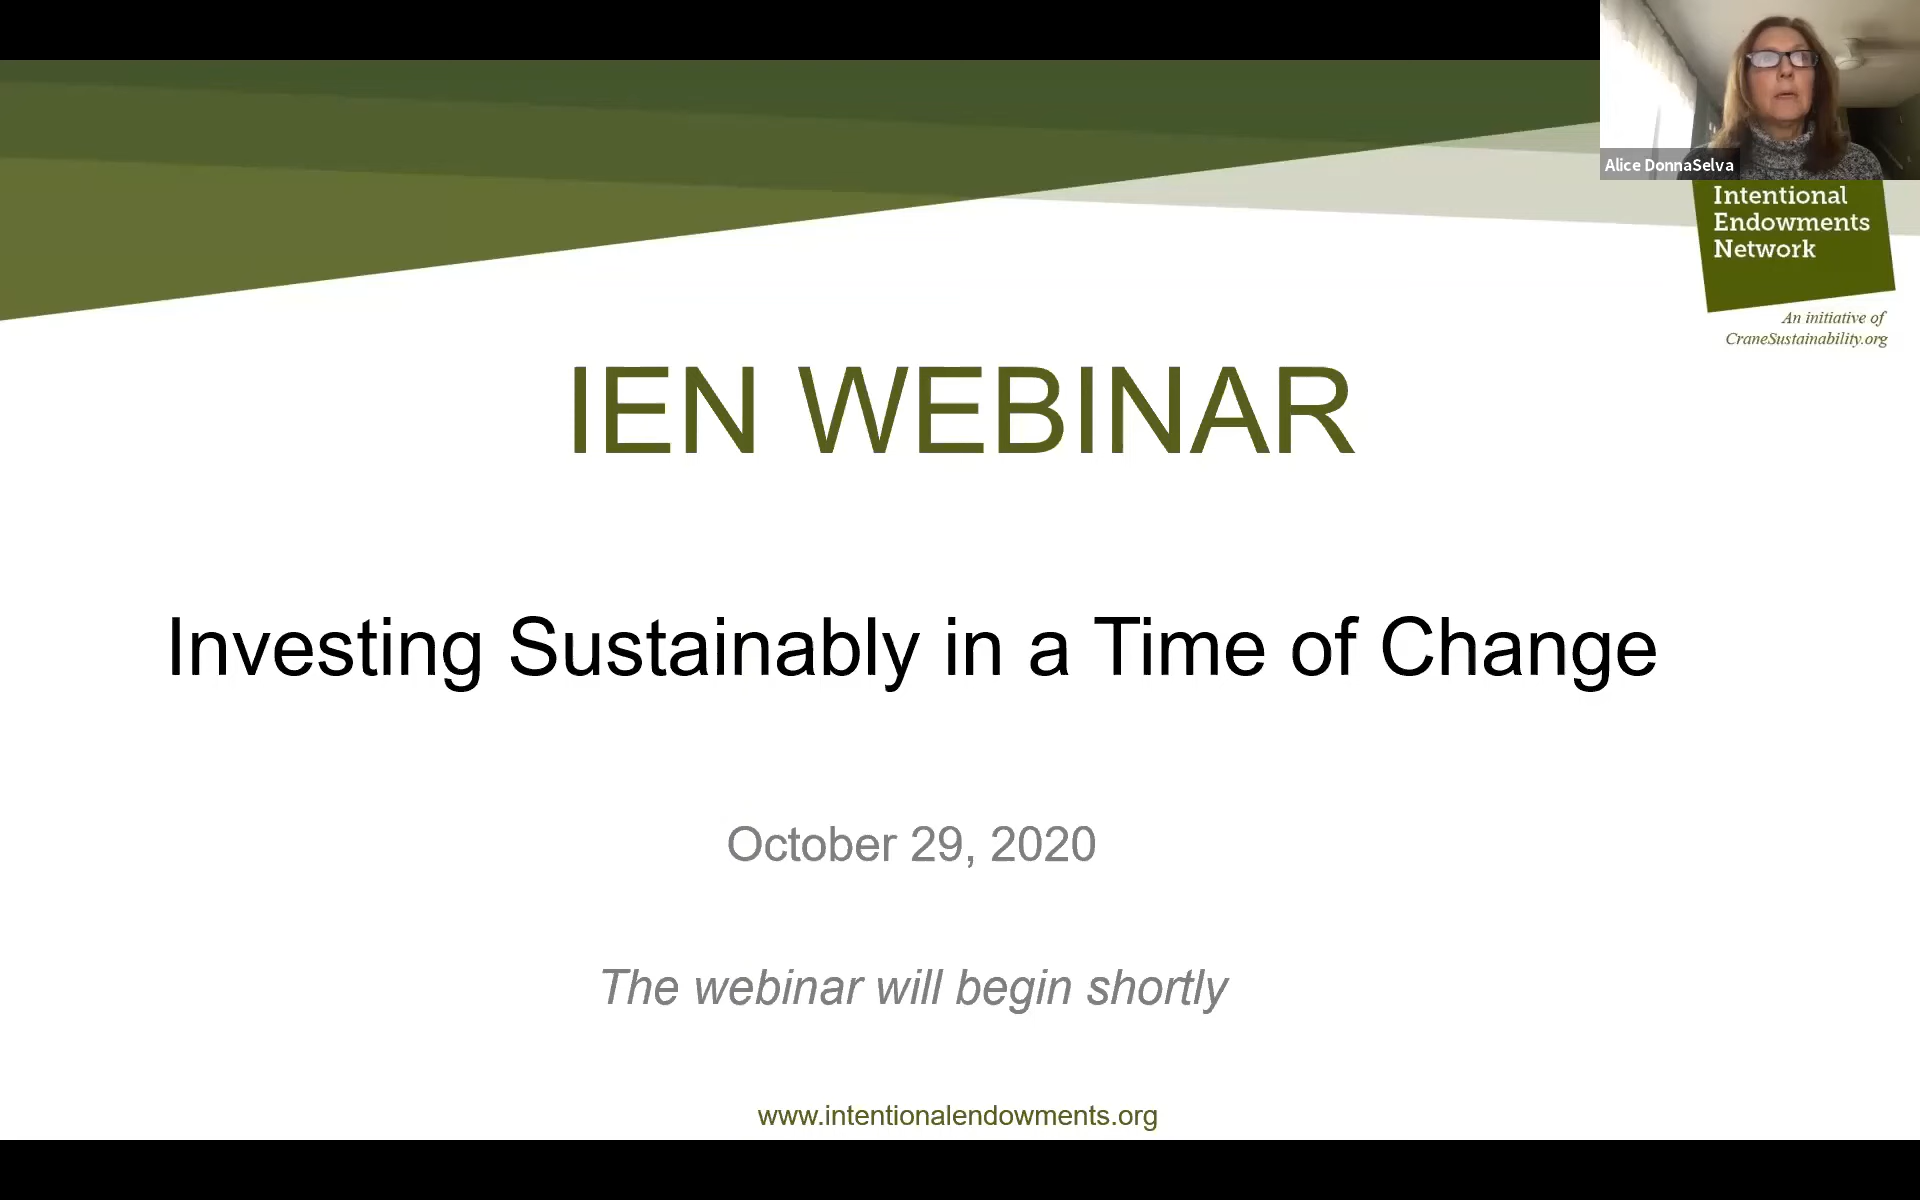 Alice DonnaSelva
Intentional
Endowments
Network
An initiative of
CraneSustainability.org
IEN WEBINAR
Investing Sustainably in a Time of Change
October 29, 2020
The webinar will begin shortly
www.intentionalendowments.org